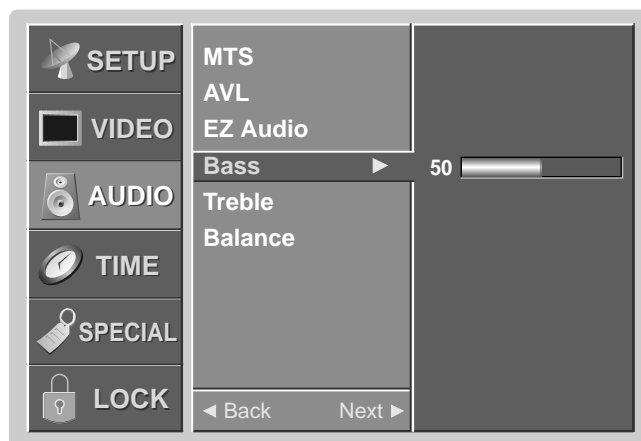 SETUP
VIDEO
AUDIO
TIME
SPECIAL
LOCK
MTS
AVL
EZ Audio
Bass ►
Treble
Balance
◄ Back Next ►
50